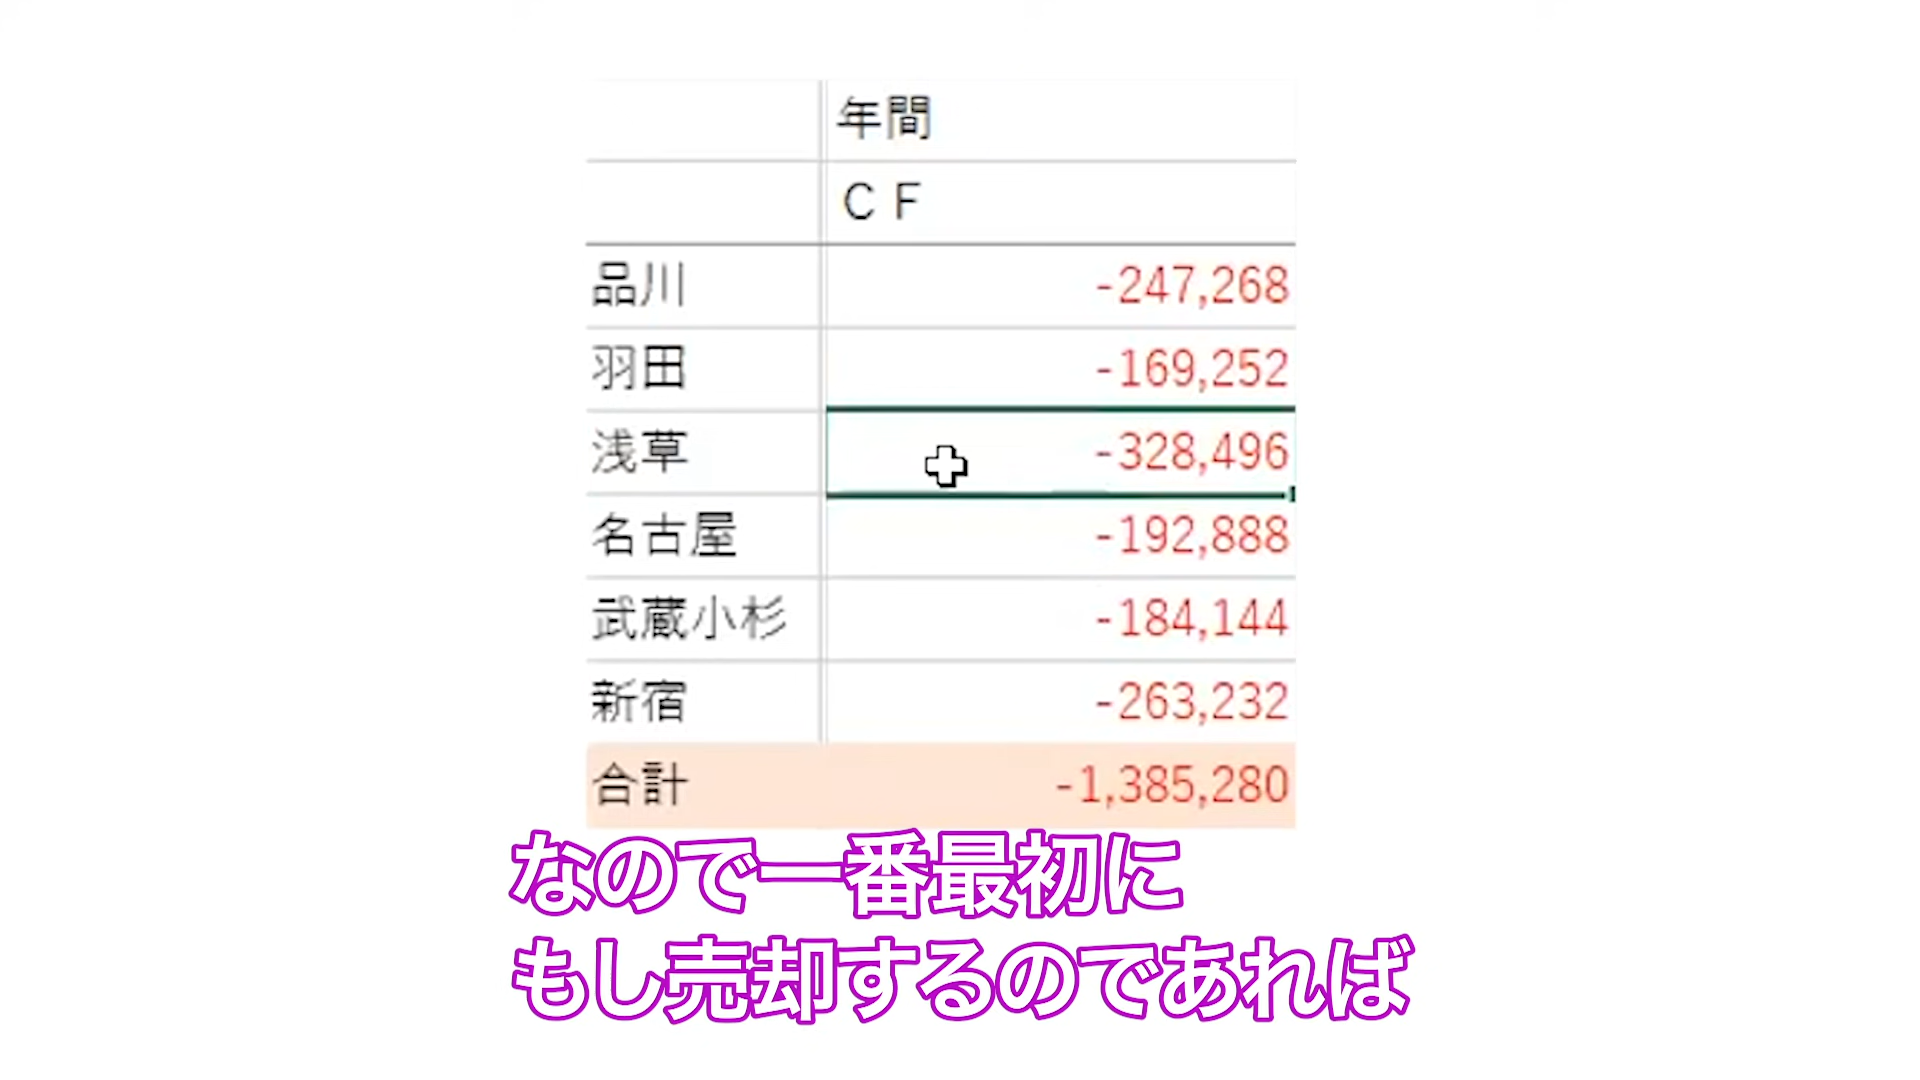 年間
ＣＦ
品川 -247,268
羽田 -169,252
浅草 -328,496
名古屋 -192,888
武蔵小杉 -184,144
新宿 -263,232
合計 -1,385,280
なので一番最初に
もし売却するのであれば